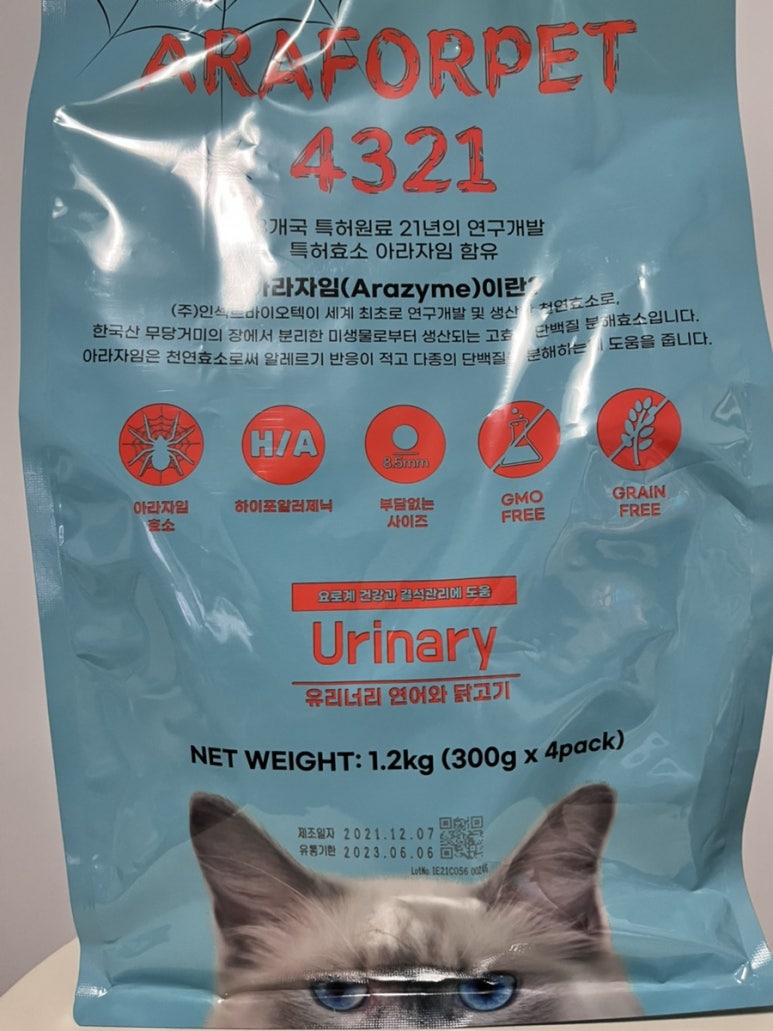 ARAFORPET
4321
개국 특허원료 21년의 연구개발
특허효소 아라자임 함유
아라자임(Arazyme)이란?
(주)인섹트바이오텍이 세계 최초로 연구개발 및 생산한 천연효소로,
한국산 무당거미의 장에서 분리한 미생물로부터 생산되는 고효율 단백질 분해효소입니다.
아라자임은 천연효소로써 알레르기 반응이 적고 다종의 단백질을 분해하는데 도움을 줍니다.
H/A
8.5mm
아라자임
효소
하이포알러제닉
부담없는
사이즈
GMO
FREE
GRAIN
FREE
요로계 건강과 결석관리에 도움
Urinary
유리너리 연어와 닭고기
NET WEIGHT: 1.2kg (300g x 4pack)
제조일자 2021.12.07
유통기한 2023.06.06
LotNo. IE21C056